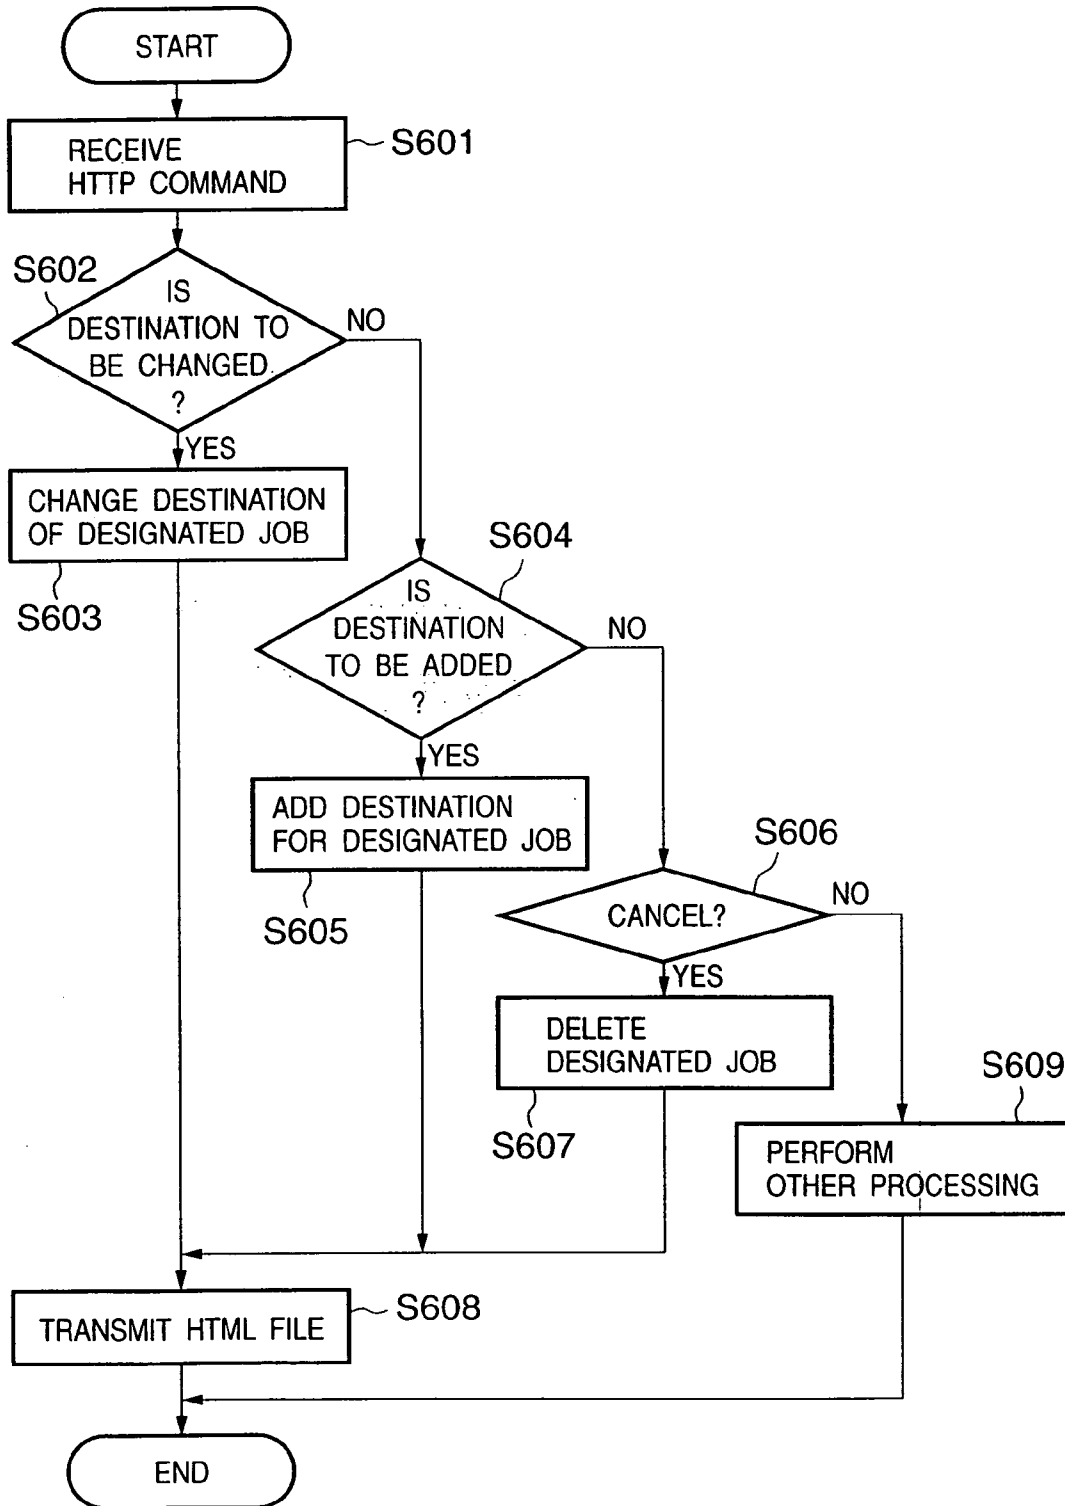 START
RECEIVE
HTTP COMMAND
S601
S602
IS
DESTINATION TO
BE CHANGED
?
NO
YES
CHANGE DESTINATION
OF DESIGNATED JOB
S603
S604
IS
DESTINATION
TO BE ADDED
?
NO
YES
ADD DESTINATION
FOR DESIGNATED JOB
S605
S606
CANCEL?
NO
YES
DELETE
DESIGNATED JOB
S607
S609
PERFORM
OTHER PROCESSING
TRANSMIT HTML FILE
S608
END